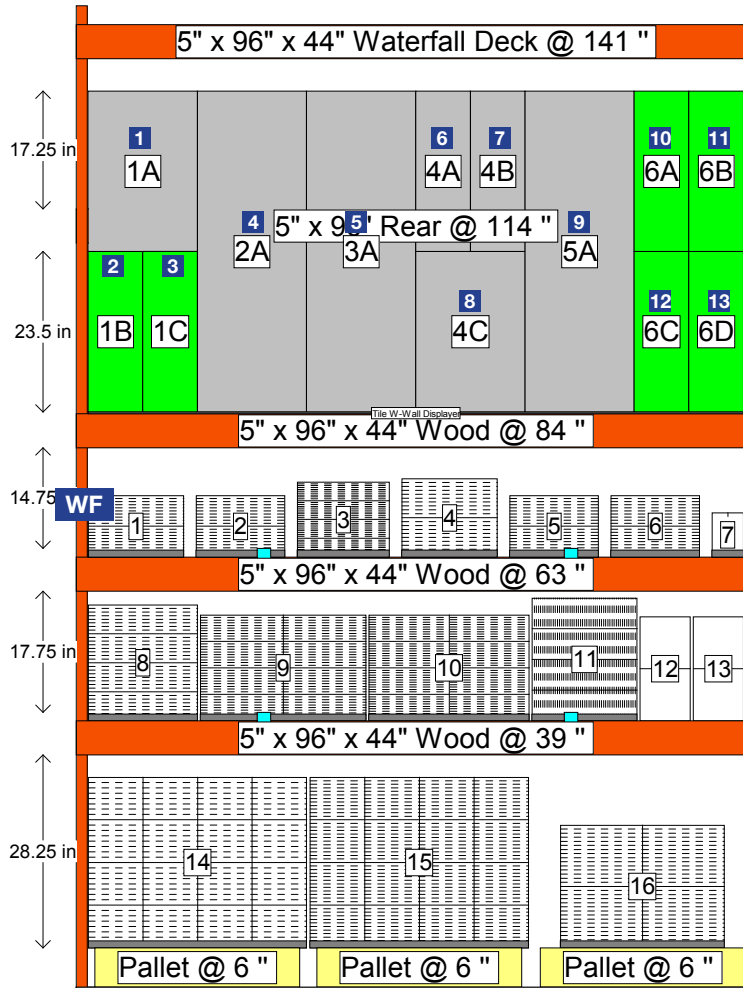 5" x 96" x 44" Waterfall Deck @ 141 "
17.25 in
1
1A
6
4A
7
4B
10
6A
11
6B
4
2A
5" x 96" Rear @ 114 "
5
3A
9
5A
2
1B
3
1C
23.5 in
8
4C
12
6C
13
6D
Tile W-Wall Displayer
5" x 96" x 44" Wood @ 84 "
14.75
WF
1
2
3
4
5
6
7
5" x 96" x 44" Wood @ 63 "
17.75 in
8
9
10
11
12
13
5" x 96" x 44" Wood @ 39 "
28.25 in
14
15
16
Pallet @ 6 "
Pallet @ 6 "
Pallet @ 6 "